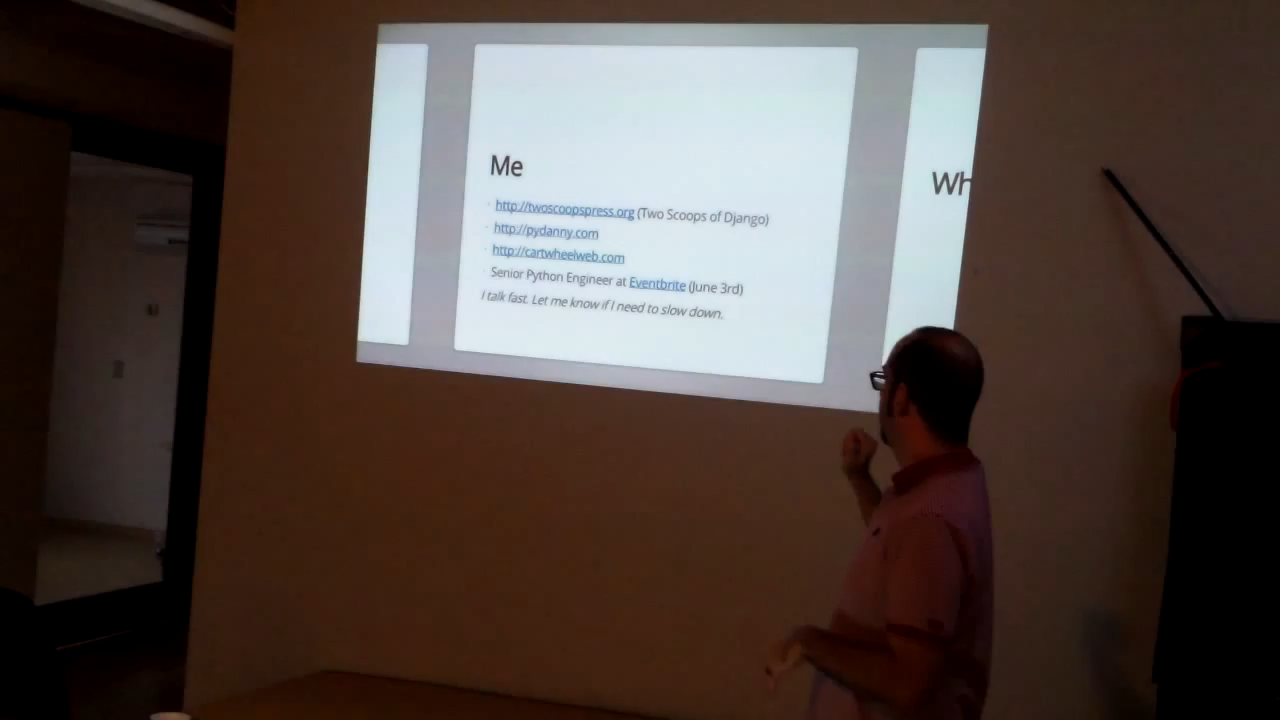 Me
http://twoscoopspress.org (Two Scoops of Django)
http://pydanny.com
http://cartwheelweb.com
Senior Python Engineer at Eventbrite (June 3rd)
I talk fast. Let me know if I need to slow down.
Wh